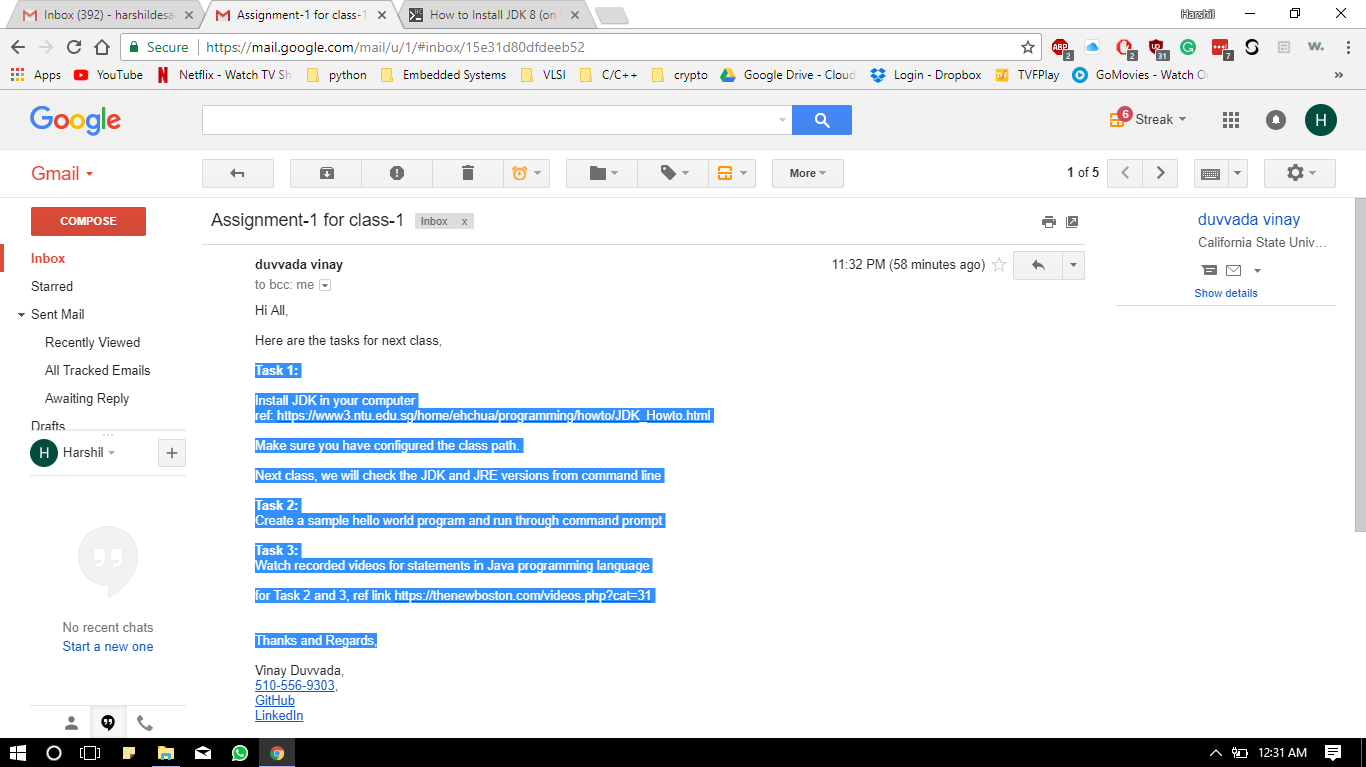 Inbox (392) - harshildesa
Assignment-1 for class-1
How to Install JDK 8 (on
Harshil
Secure
https://mail.google.com/mail/u/1/#inbox/15e31d80dfdeeb52
ABP
2
2
31
7
W.
Apps
YouTube
Netflix - Watch TV Sh
python
Embedded Systems
VLSI
C/C++
crypto
Google Drive - Cloud
Login - Dropbox
TVFPlay
GoMovies - Watch O
»
Google
6
Streak
H
Gmail
More
1 of 5
COMPOSE
Inbox
Starred
Sent Mail
Recently Viewed
All Tracked Emails
Awaiting Reply
Drafts
H
Harshil
+
No recent chats
Start a new one
Assignment-1 for class-1
Inbox x
duvvada vinay
11:32 PM (58 minutes ago)
to bcc: me
Hi All,
Here are the tasks for next class,
Task 1:
Install JDK in your computer
ref: https://www3.ntu.edu.sg/home/ehchua/programming/howto/JDK_Howto.html
Make sure you have configured the class path.
Next class, we will check the JDK and JRE versions from command line
Task 2:
Create a sample hello world program and run through command prompt
Task 3:
Watch recorded videos for statements in Java programming language
for Task 2 and 3, ref link https://thenewboston.com/videos.php?cat=31
Thanks and Regards,
Vinay Duvvada,
510-556-9303,
GitHub
LinkedIn
duvvada vinay
California State Univ…
Show details
12:31 AM